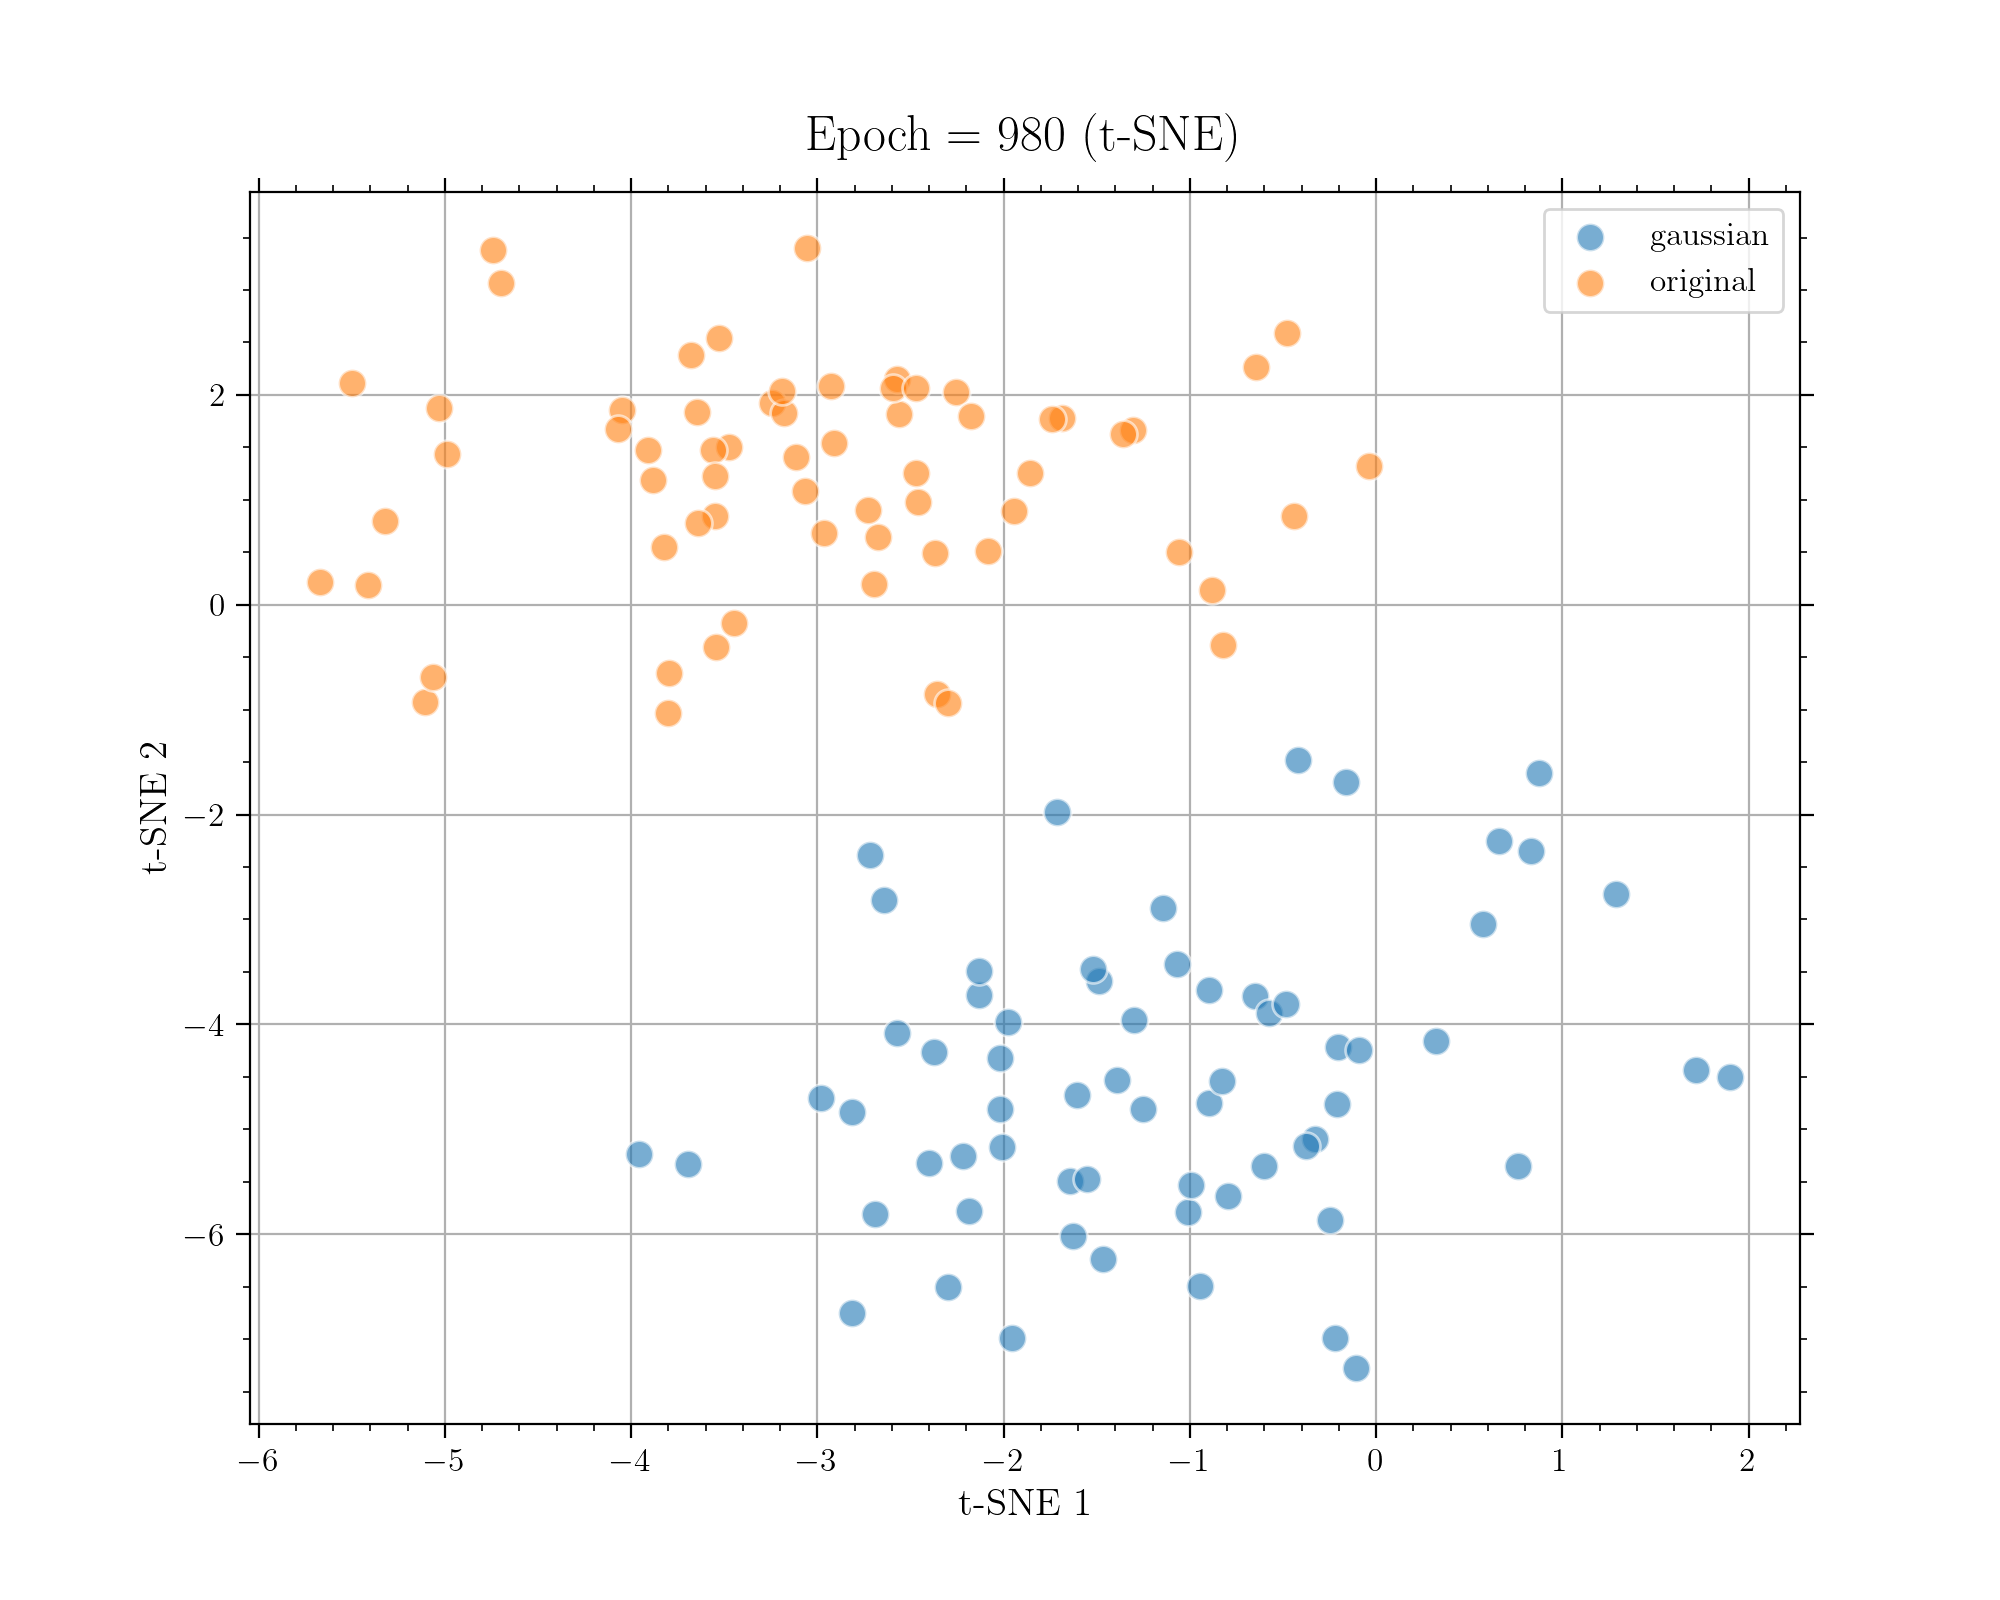 Epoch = 980 (t-SNE)
gaussian
original
2
0
−2
−4
−6
t-SNE 2
−6 −5 −4 −3 −2 −1 0 1 2
t-SNE 1